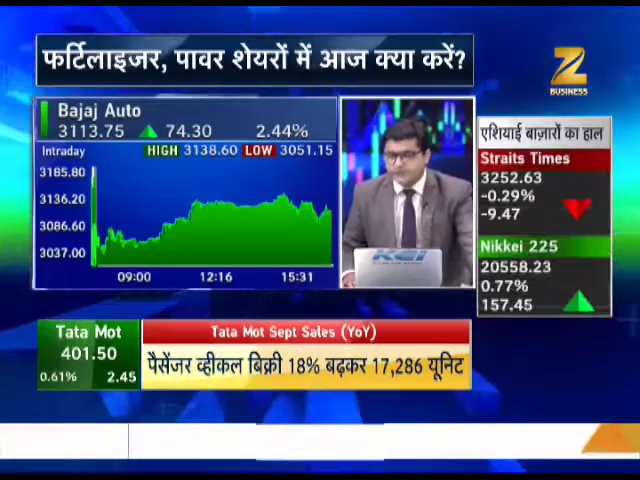 फर्टिलाइजर, पावर शेयरों में आज क्या करें?
Z
BUSINESS
Bajaj Auto
3113.75 74.30 2.44%
Intraday HIGH 3138.60 LOW 3051.15
3185.80
3136.20
3086.60
3037.00
09:00 12:16 15:31
KEI
एशियाई बाज़ारों का हाल
Straits Times
3252.63
-0.29%
-9.47
Nikkei 225
20558.23
0.77%
157.45
Tata Mot
401.50
0.61% 2.45
Tata Mot Sept Sales (YoY)
पैसेंजर व्हीकल बिक्री 18% बढ़कर 17,286 यूनिट